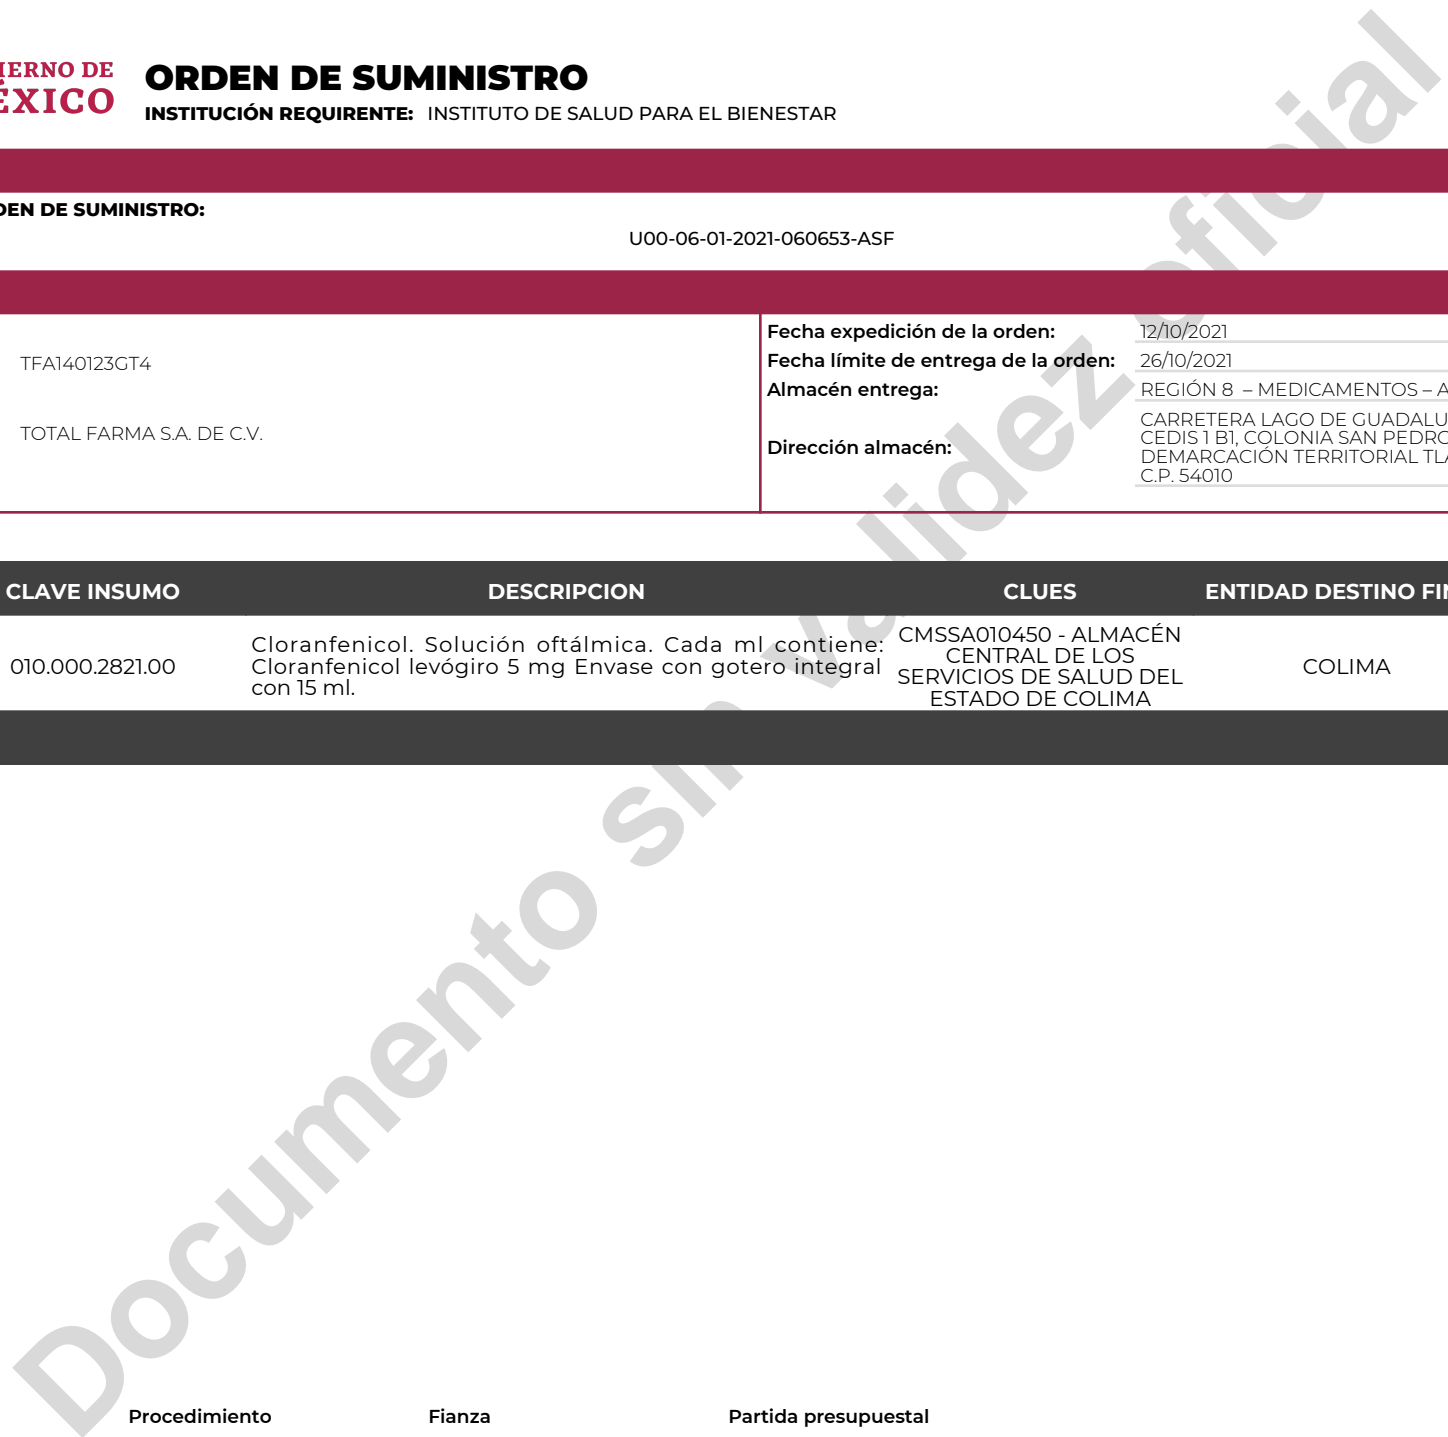 IERNO DE
ÉXICO
ORDEN DE SUMINISTRO
INSTITUCIÓN REQUIRENTE: INSTITUTO DE SALUD PARA EL BIENESTAR
DEN DE SUMINISTRO:
U00-06-01-2021-060653-ASF
TFA140123GT4
TOTAL FARMA S.A. DE C.V.
Fecha expedición de la orden: 12/10/2021
Fecha límite de entrega de la orden: 26/10/2021
Almacén entrega: REGIÓN 8 – MEDICAMENTOS – A
Dirección almacén:
CARRETERA LAGO DE GUADALU
CEDIS 1 B1, COLONIA SAN PEDRO
DEMARCACIÓN TERRITORIAL TLA
C.P. 54010
CLAVE INSUMO DESCRIPCION CLUES ENTIDAD DESTINO FIN
010.000.2821.00
Cloranfenicol. Solución oftálmica. Cada ml contiene:
Cloranfenicol levógiro 5 mg Envase con gotero integral
con 15 ml.
CMSSA010450 - ALMACÉN
CENTRAL DE LOS
SERVICIOS DE SALUD DEL
ESTADO DE COLIMA
COLIMA
Documento sin validez oficial
Procedimiento Fianza Partida presupuestal